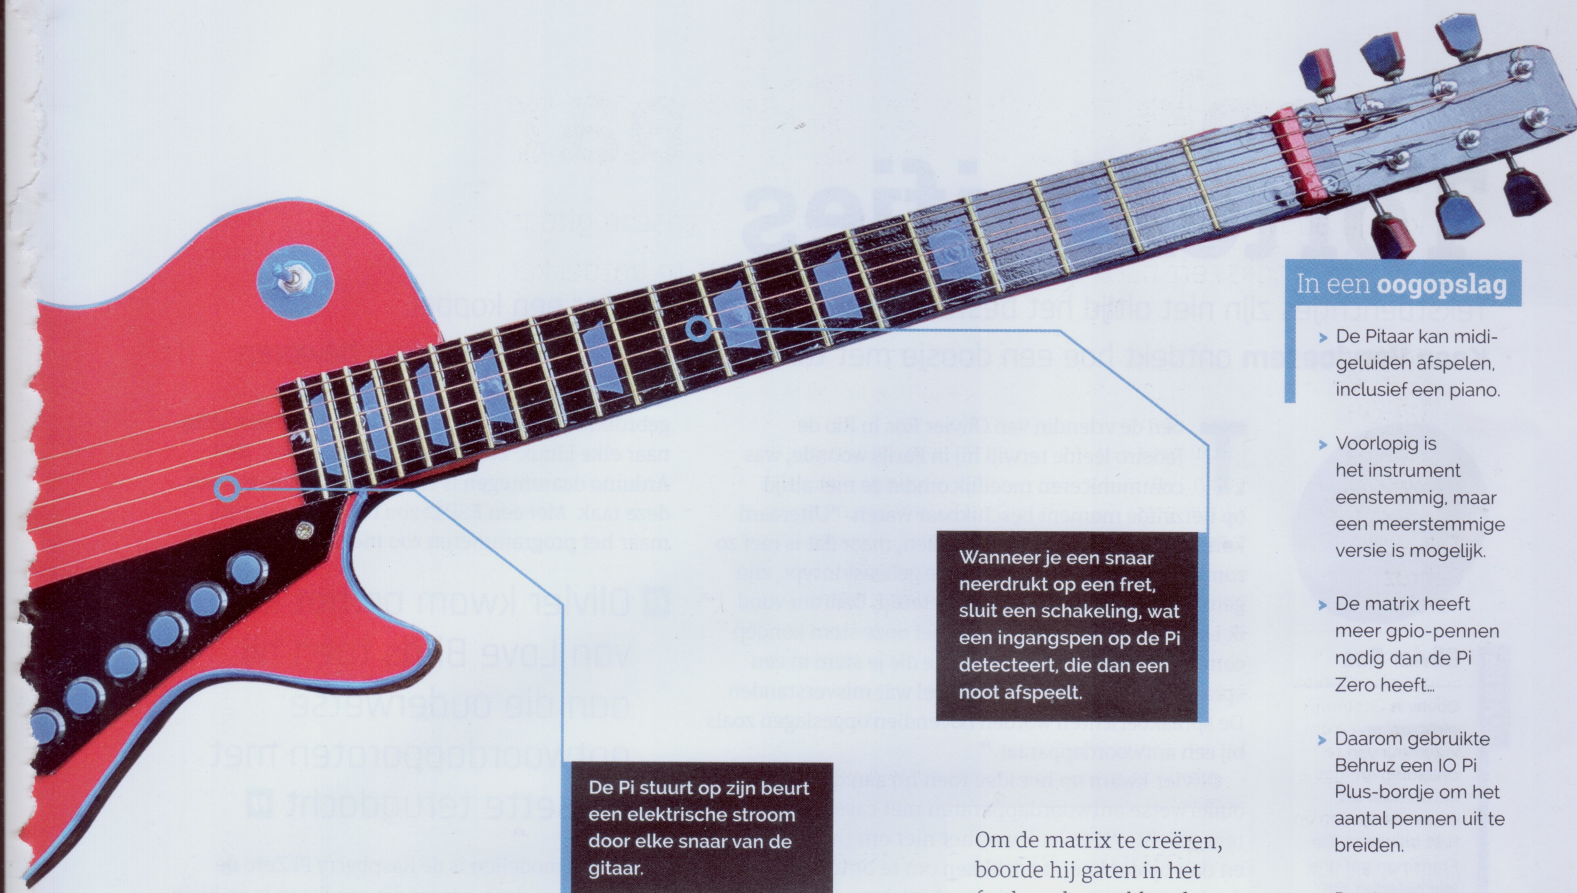 In een oogopslag
> De Pitaar kan midi-
geluiden afspelen,
inclusief een piano.
> Voorlopig is
het instrument
eenstemmig, maar
een meerstemmige
versie is mogelijk.
> De matrix heeft
meer gpio-pennen
nodig dan de Pi
Zero heeft...
> Daarom gebruikte
Behruz een IO Pi
Plus-bordje om het
aantal pennen uit te
breiden.
Wanneer je een snaar
neerdrukt op een fret,
sluit een schakeling, wat
een ingangspen op de Pi
detecteert, die dan een
noot afspeelt.
De Pi stuurt op zijn beurt
een elektrische stroom
door elke snaar van de
gitaar.
Om de matrix te creëren,
boorde hij gaten in het